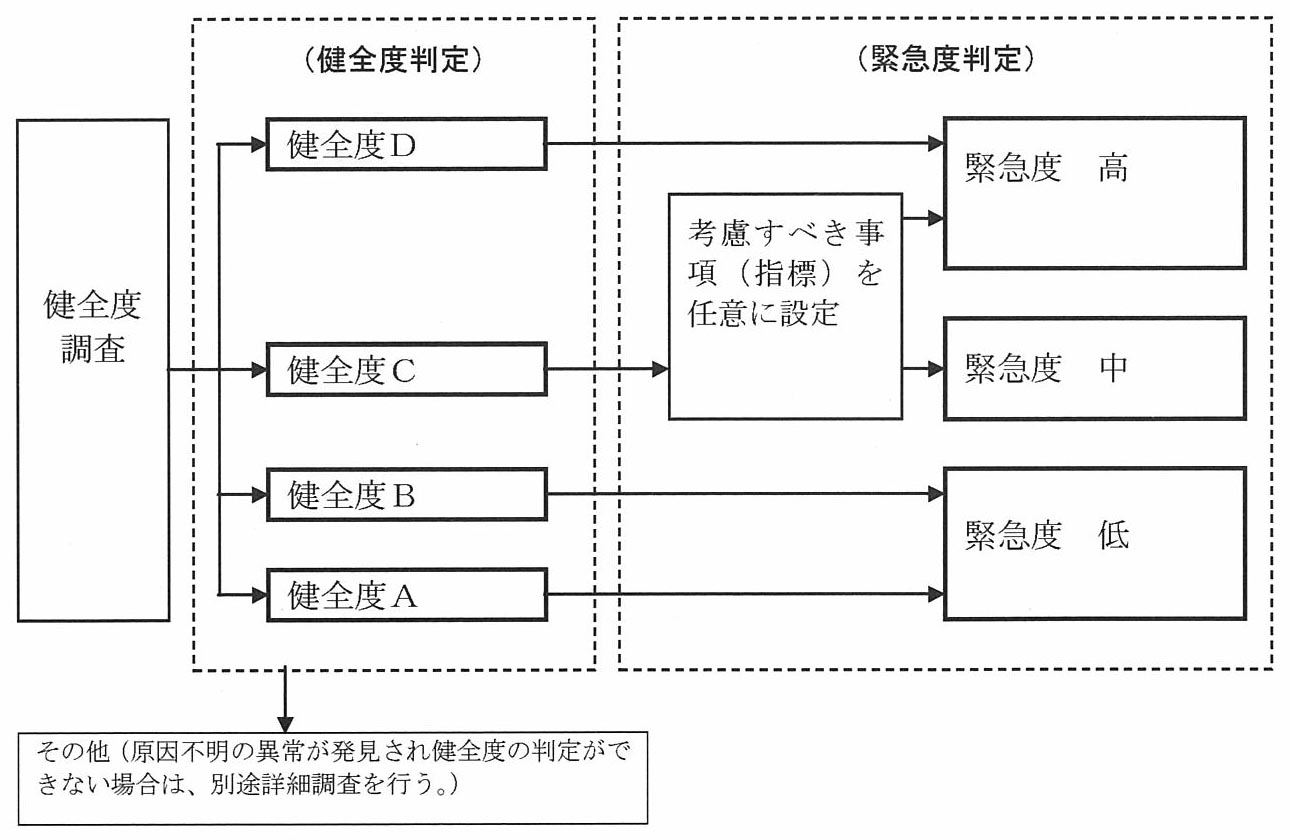 （健全度判定）
（緊急度判定）
健全度
調査
健全度D
健全度C
健全度B
健全度A
考慮すべき事
項（指標）を
任意に設定
緊急度　高
緊急度　中
緊急度　低
その他（原因不明の異常が発見され健全度の判定がで
きない場合は、別途詳細調査を行う。）